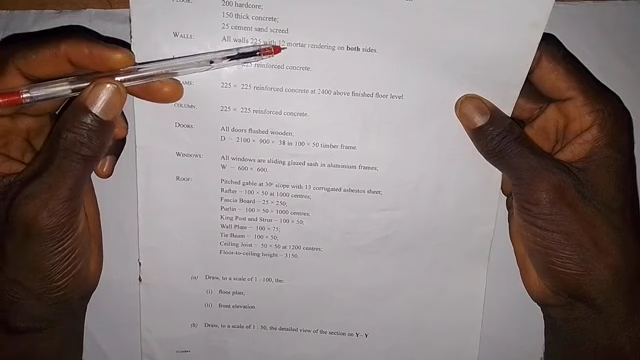 FLOOR:
200 hardcore;
150 thick concrete;
25 cement sand screed
WALLS: All walls 225 with 12 mortar rendering on both sides.
225 reinforced concrete.
225 × 225 reinforced concrete at 2400 above finished floor level
COLUMN: 225 × 225 reinforced concrete
DOORS: All doors flushed wooden;
D – 2100 × 900 × 38 in 100 × 50 timber frame
WINDOWS: All windows are sliding glazed sash in aluminium frames;
W – 600 × 600
ROOF: Pitched gable at 30° slope with 13 corrugated asbestos sheet;
Rafter – 100 × 50 at 1000 centres;
Fascia Board – 25 × 250;
Purlin – 100 × 50 × 1000 centres;
King Post and Strut – 100 × 50;
Wall Plate – 100 × 75;
Tie Beam – 100 × 50;
Ceiling Joist – 50 × 50 at 1200 centres;
Floor-to-ceiling height – 3150.
(a) Draw, to a scale of 1 : 100, the:
(i) floor plan;
(ii) front elevation
(b) Draw, to a scale of 1 : 50, the detailed view of the section on Y–Y